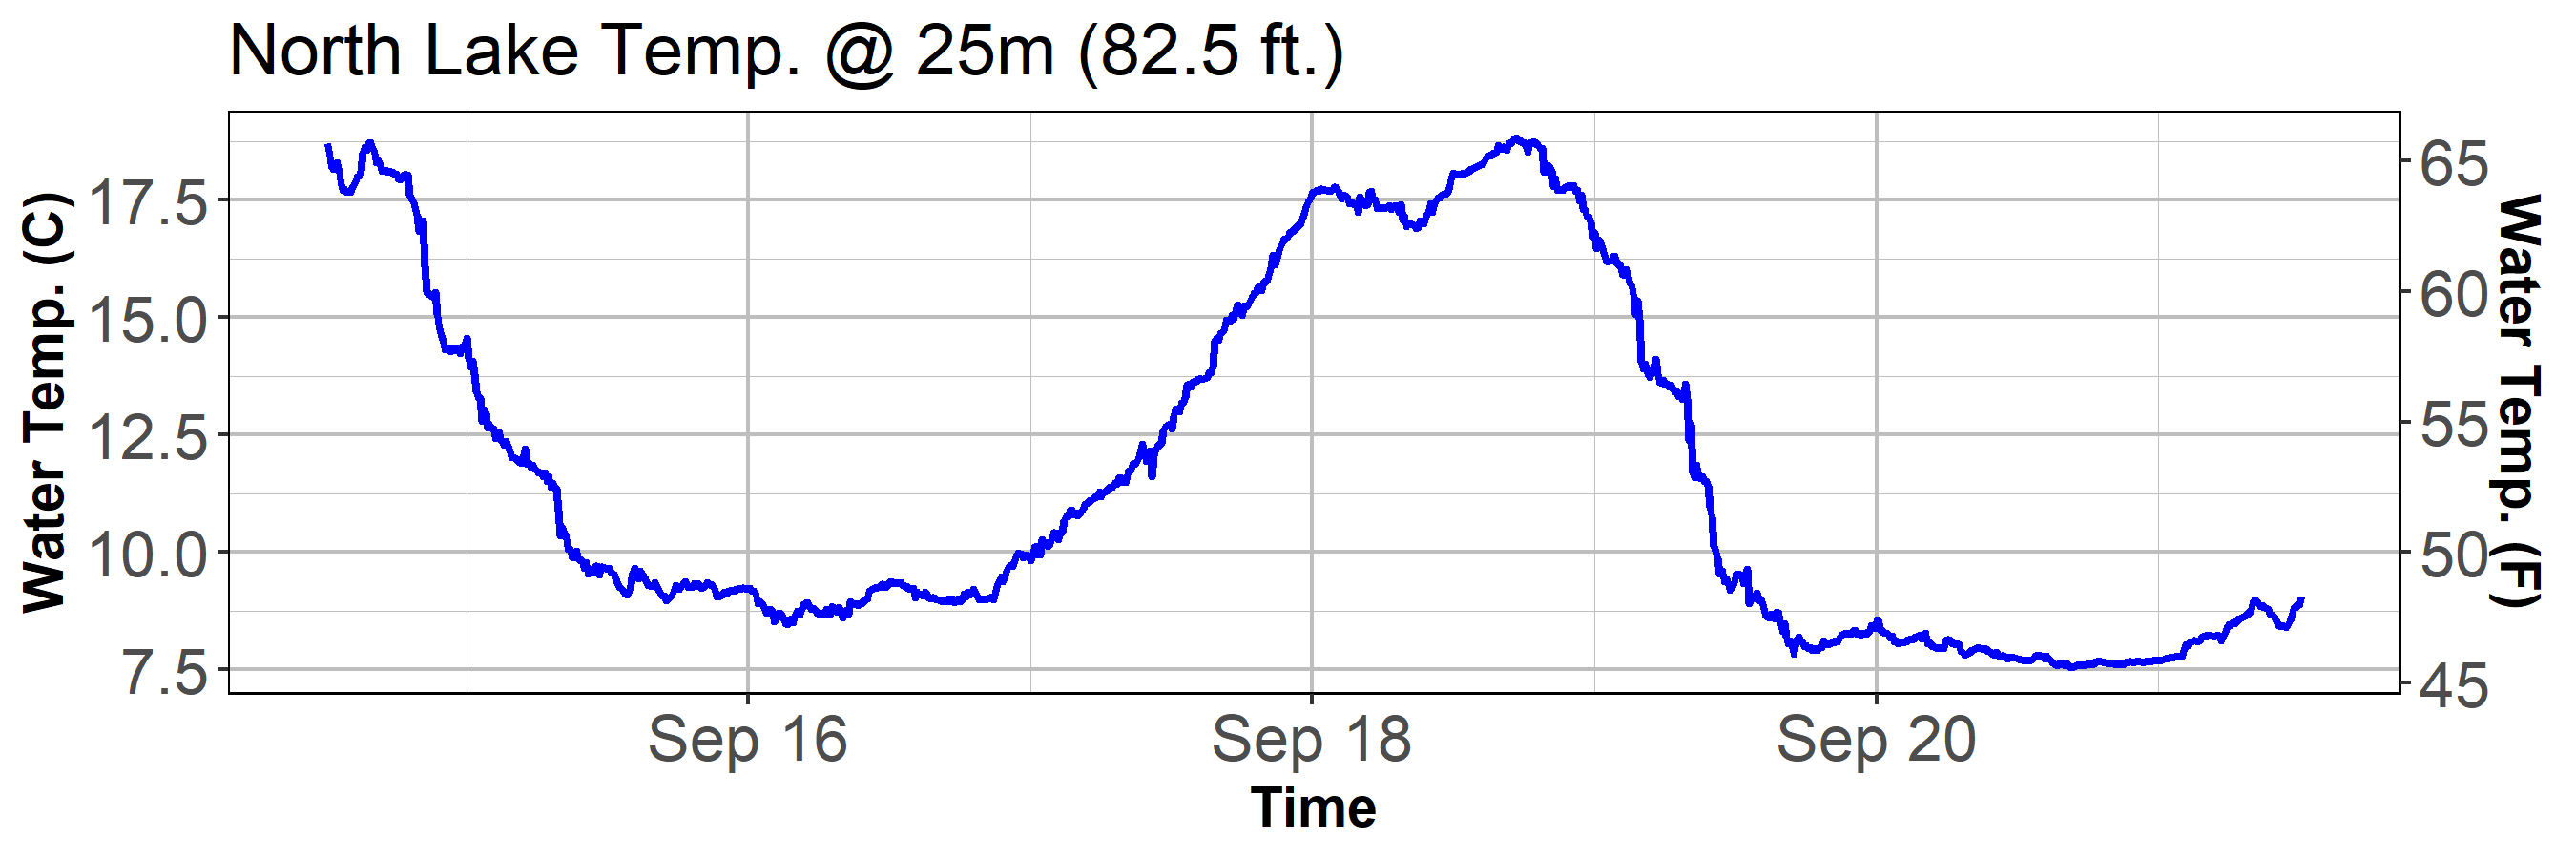 North Lake Temp. @ 25m (82.5 ft.)
Water Temp. (C)
17.5
15.0
12.5
10.0
7.5
65
60
55
50
45
Water Temp. (F)
Sep 16 Sep 18 Sep 20
Time